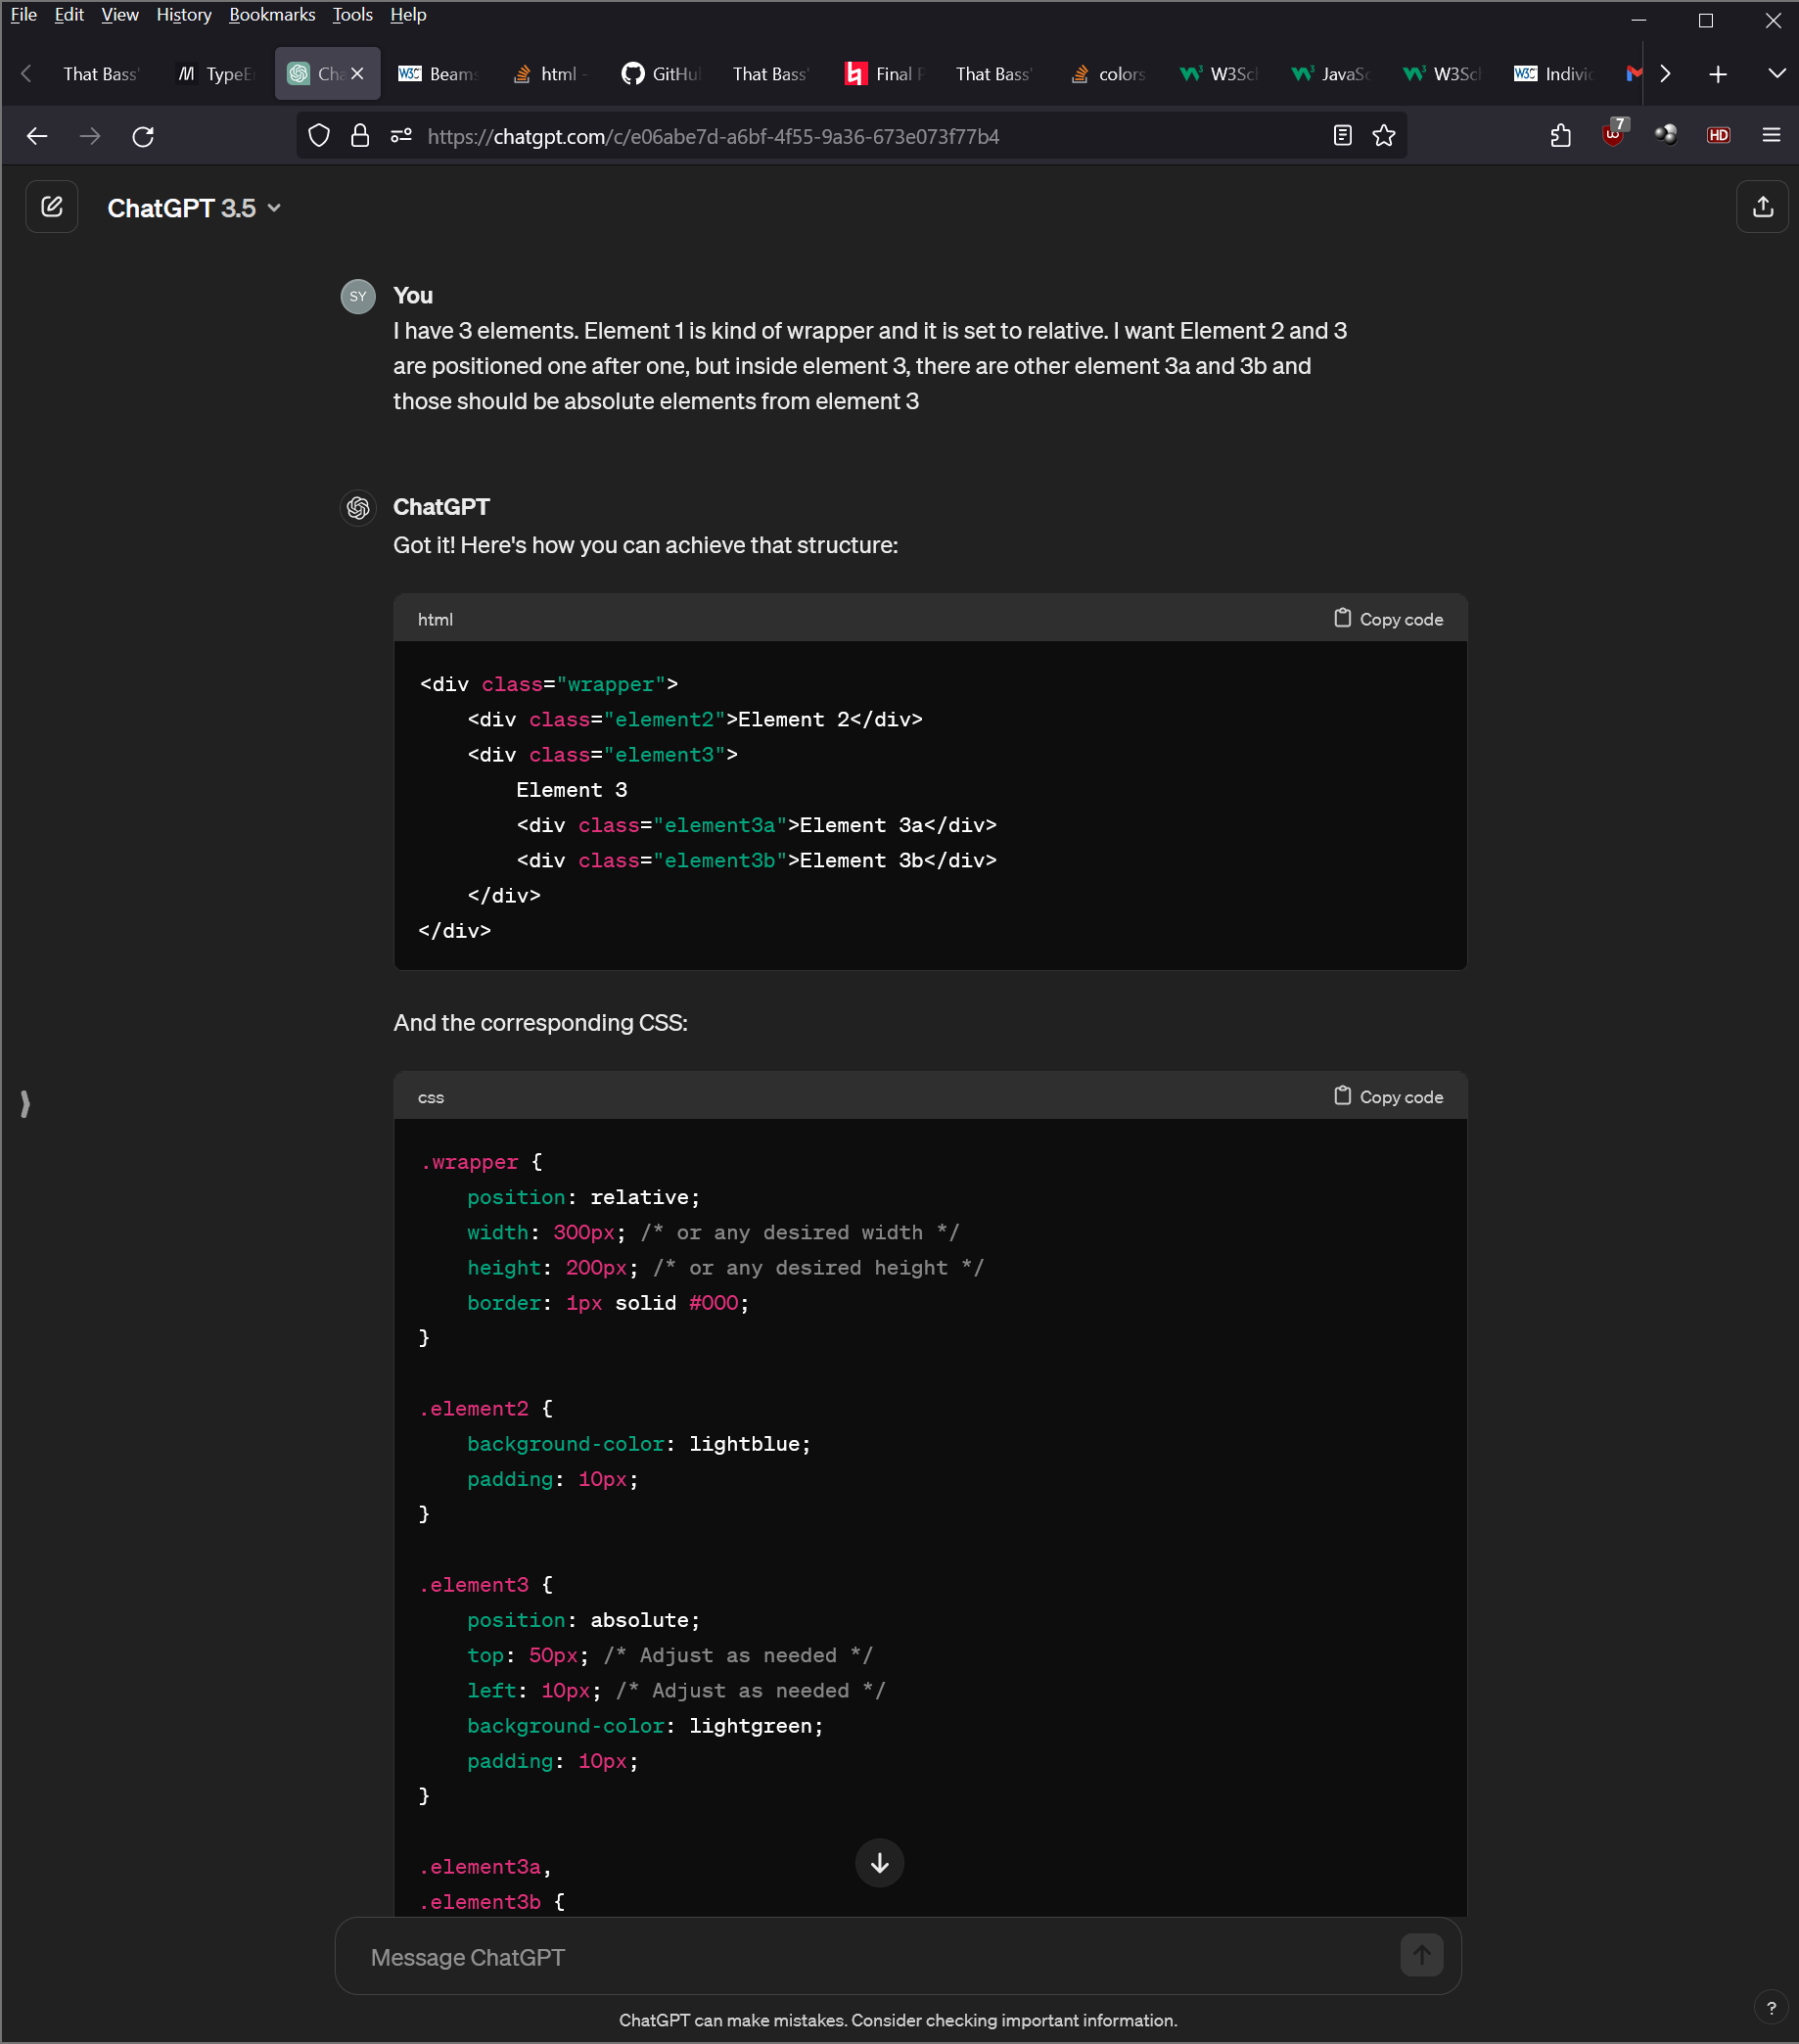 File Edit View History Bookmarks Tools Help
That Bass' TypeE Cha Beams html - GitHu That Bass' Final P That Bass' colors W3Sc JavaSc W3Sc Indivi
https://chatgpt.com/c/e06abe7d-a6bf-4f55-9a36-673e073f77b4
7
HD
ChatGPT 3.5
SY
You
I have 3 elements. Element 1 is kind of wrapper and it is set to relative. I want Element 2 and 3
are positioned one after one, but inside element 3, there are other element 3a and 3b and
those should be absolute elements from element 3
ChatGPT
Got it! Here's how you can achieve that structure:
html Copy code
<div class="wrapper">
    <div class="element2">Element 2</div>
    <div class="element3">
        Element 3
        <div class="element3a">Element 3a</div>
        <div class="element3b">Element 3b</div>
    </div>
</div>
And the corresponding CSS:
css Copy code
.wrapper {
    position: relative;
    width: 300px; /* or any desired width */
    height: 200px; /* or any desired height */
    border: 1px solid #000;
}
.element2 {
    background-color: lightblue;
    padding: 10px;
}
.element3 {
    position: absolute;
    top: 50px; /* Adjust as needed */
    left: 10px; /* Adjust as needed */
    background-color: lightgreen;
    padding: 10px;
}
.element3a,
.element3b {
Message ChatGPT
ChatGPT can make mistakes. Consider checking important information.
?